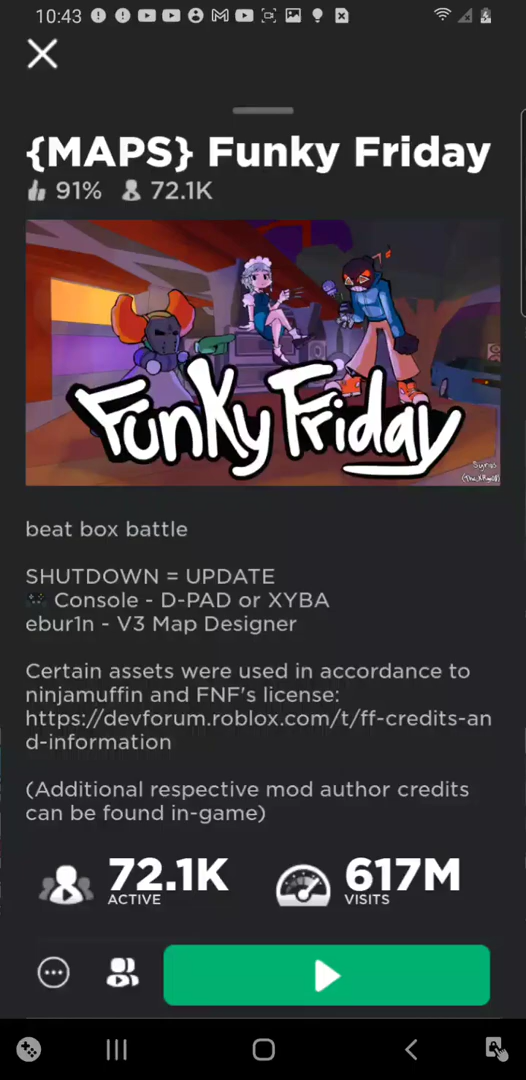 10:43
{MAPS} Funky Friday
91% 72.1K
Funky Friday
beat box battle
SHUTDOWN = UPDATE
Console - D-PAD or XYBA
ebur1n - V3 Map Designer
Certain assets were used in accordance to
ninjamuffin and FNF's license:
https://devforum.roblox.com/t/ff-credits-an
d-information
(Additional respective mod author credits
can be found in-game)
72.1K 617M
ACTIVE VISITS